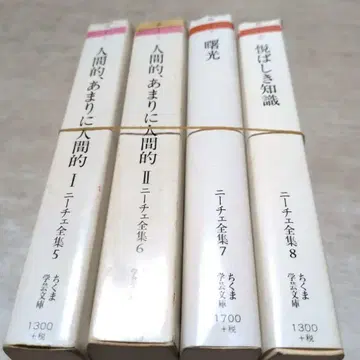 人間的、あまりに人間的 I
ニーチェ全集 5
ちくま
学芸文庫
1300
+税
人間的、あまりに人間的 II
ニーチェ全集 6
曙光
ニーチェ全集 7
ちくま
学芸文庫
1700
+税
悦ばしき知識
ニーチェ全集 8
ちくま
学芸文庫
1300
+税